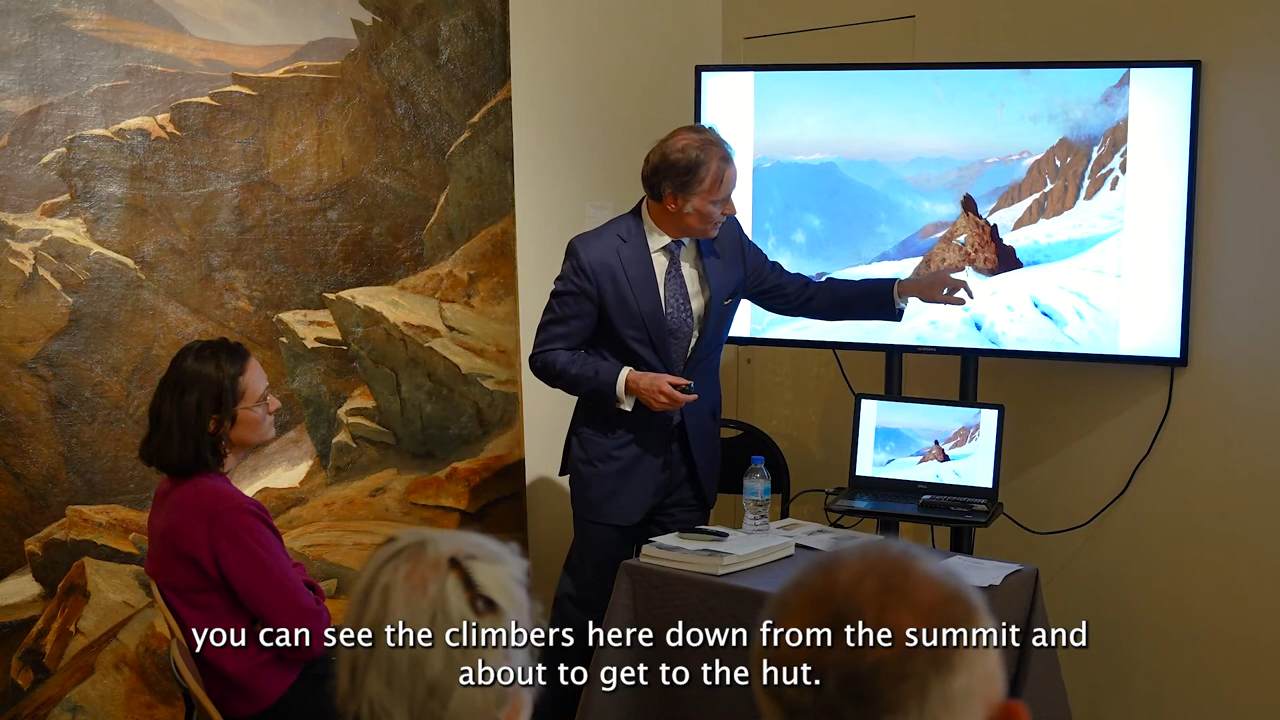 you can see the climbers here down from the summit and
about to get to the hut.